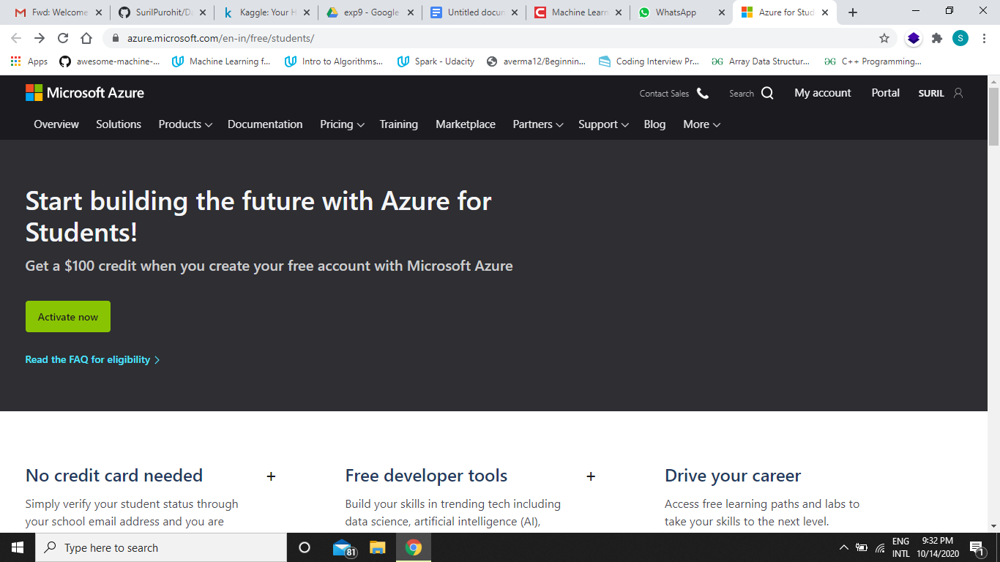 Fwd: Welcome
SurilPurohit/Da
Kaggle: Your H
exp9 - Google
Untitled docum
Machine Learn
WhatsApp
Azure for Stud
azure.microsoft.com/en-in/free/students/
S
Apps
awesome-machine-...
Machine Learning f...
Intro to Algorithms...
Spark - Udacity
averma12/Beginnin...
Coding Interview Pr...
Array Data Structur...
C++ Programming...
Microsoft Azure
Contact Sales
Search
My account
Portal
SURIL
Overview
Solutions
Products
Documentation
Pricing
Training
Marketplace
Partners
Support
Blog
More
Start building the future with Azure for
Students!
Get a $100 credit when you create your free account with Microsoft Azure
Activate now
Read the FAQ for eligibility
No credit card needed +
Simply verify your student status through
your school email address and you are
Free developer tools +
Build your skills in trending tech including
data science, artificial intelligence (AI),
Drive your career
Access free learning paths and labs to
take your skills to the next level.
Type here to search
81
ENG
INTL
9:32 PM
10/14/2020
1